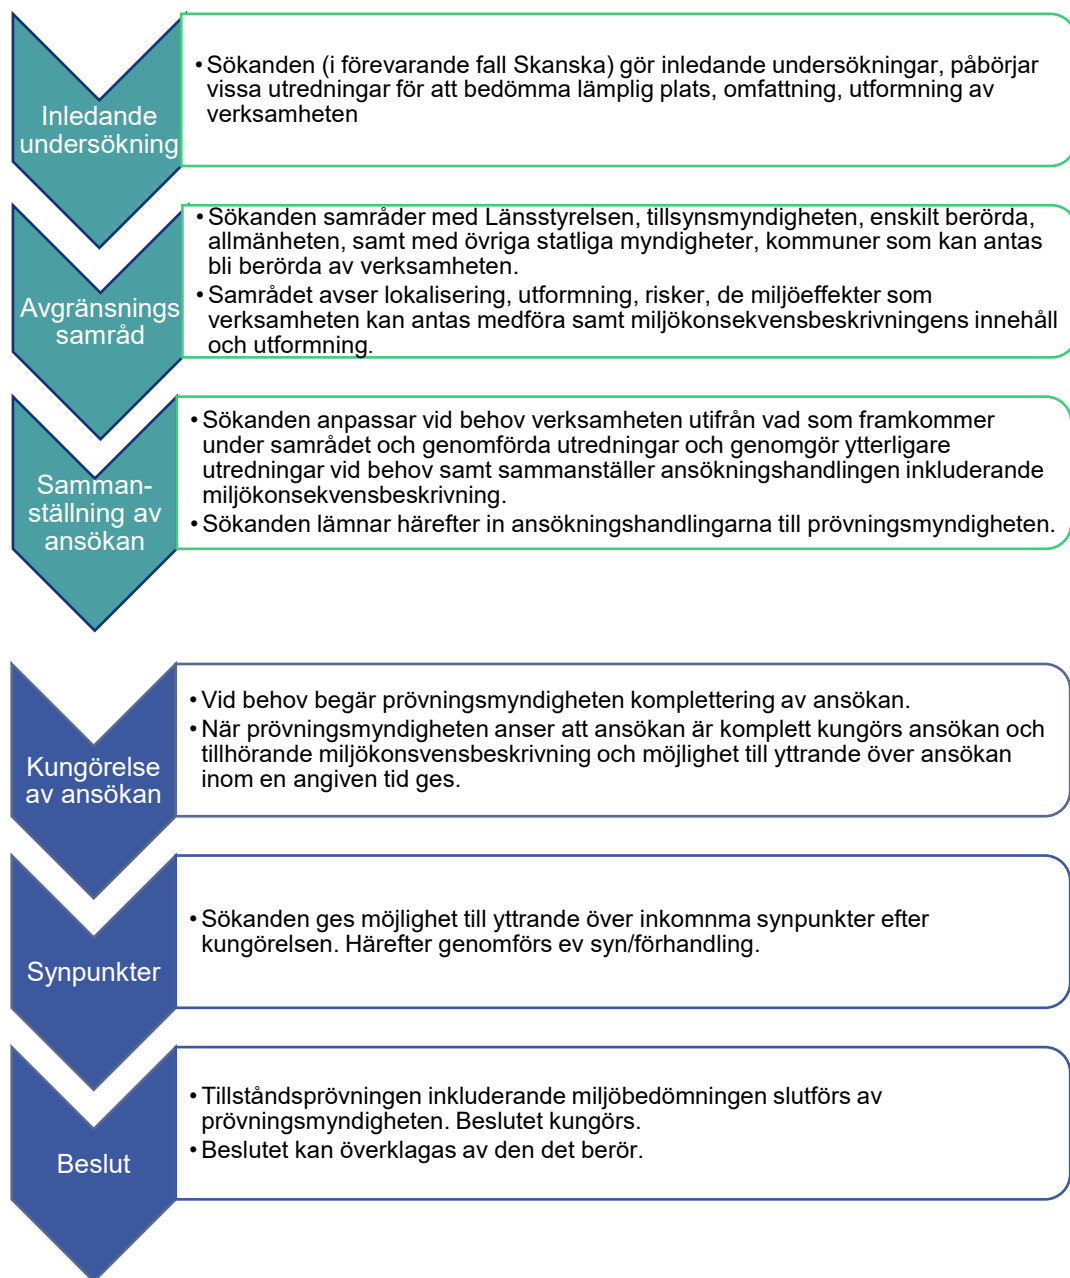 Inledande
undersökning
• Sökanden (i förevarande fall Skanska) gör inledande undersökningar, påbörjar
vissa utredningar för att bedömma lämplig plats, omfattning, utformning av
verksamheten
Avgränsnings
samråd
• Sökanden samråder med Länsstyrelsen, tillsynsmyndigheten, enskilt berörda,
allmänheten, samt med övriga statliga myndigheter, kommuner som kan antas
bli berörda av verksamheten.
• Samrådet avser lokalisering, utformning, risker, de miljöeffekter som
verksamheten kan antas medföra samt miljökonsekvensbeskrivningens innehåll
och utformning.
Samman-
ställning av
ansökan
• Sökanden anpassar vid behov verksamheten utifrån vad som framkommer
under samrådet och genomförda utredningar och genomgör ytterligare
utredningar vid behov samt sammanställer ansökningshandlingen inkluderande
miljökonsekvensbeskrivning.
• Sökanden lämnar härefter in ansökningshandlingarna till prövningsmyndigheten.
Kungörelse
av ansökan
• Vid behov begär prövningsmyndigheten komplettering av ansökan.
• När prövningsmyndigheten anser att ansökan är komplett kungörs ansökan och
tillhörande miljökonsvensbeskrivning och möjlighet till yttrande över ansökan
inom en angiven tid ges.
Synpunkter
• Sökanden ges möjlighet till yttrande över inkomnma synpunkter efter
kungörelsen. Härefter genomförs ev syn/förhandling.
Beslut
• Tillståndsprövningen inkluderande miljöbedömningen slutförs av
prövningsmyndigheten. Beslutet kungörs.
• Beslutet kan överklagas av den det berör.